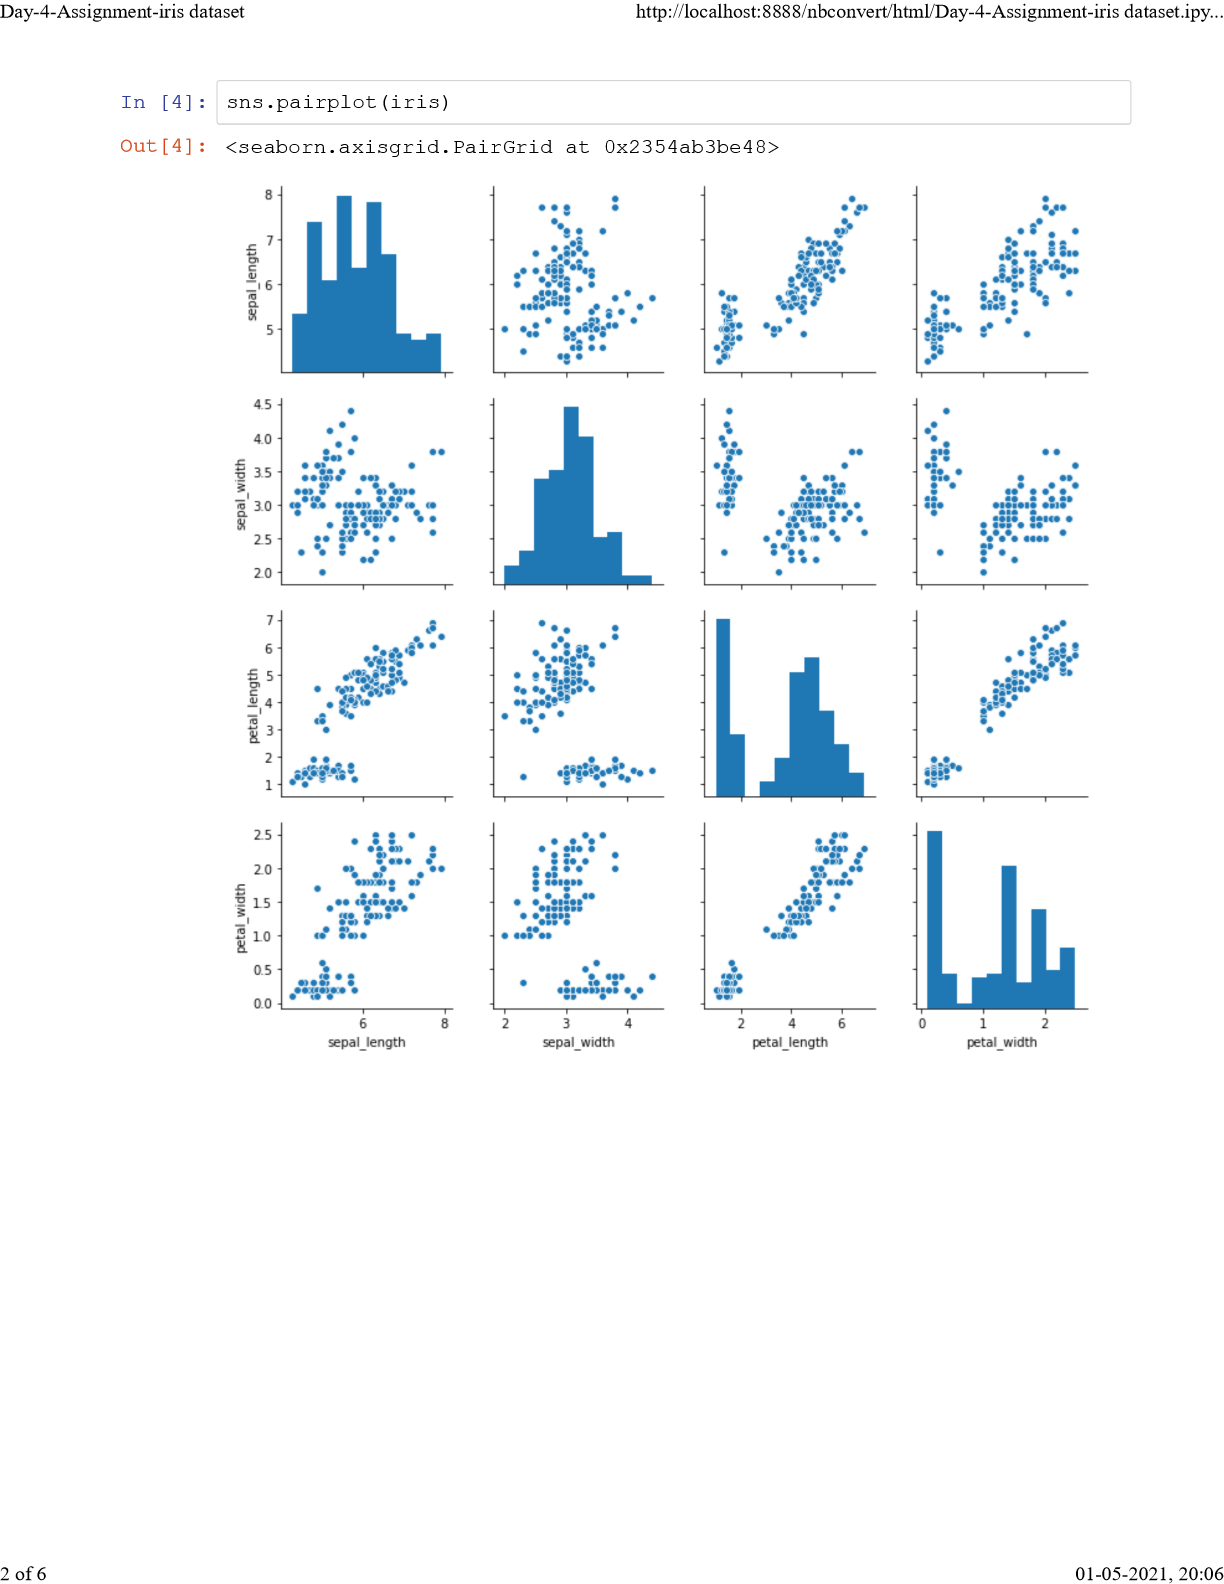 Day-4-Assignment-iris dataset http://localhost:8888/nbconvert/html/Day-4-Assignment-iris dataset.ipy...
In [4]: sns.pairplot(iris)
Out[4]: <seaborn.axisgrid.PairGrid at 0x2354ab3be48>
8
7
6
5
sepal_length
4.5
4.0
3.5
3.0
2.5
2.0
sepal_width
7
6
5
4
3
2
1
petal_length
2.5
2.0
1.5
1.0
0.5
0.0
petal_width
6 8 2 3 4 2 4 6 0 1 2
sepal_length sepal_width petal_length petal_width
2 of 6 01-05-2021, 20:06